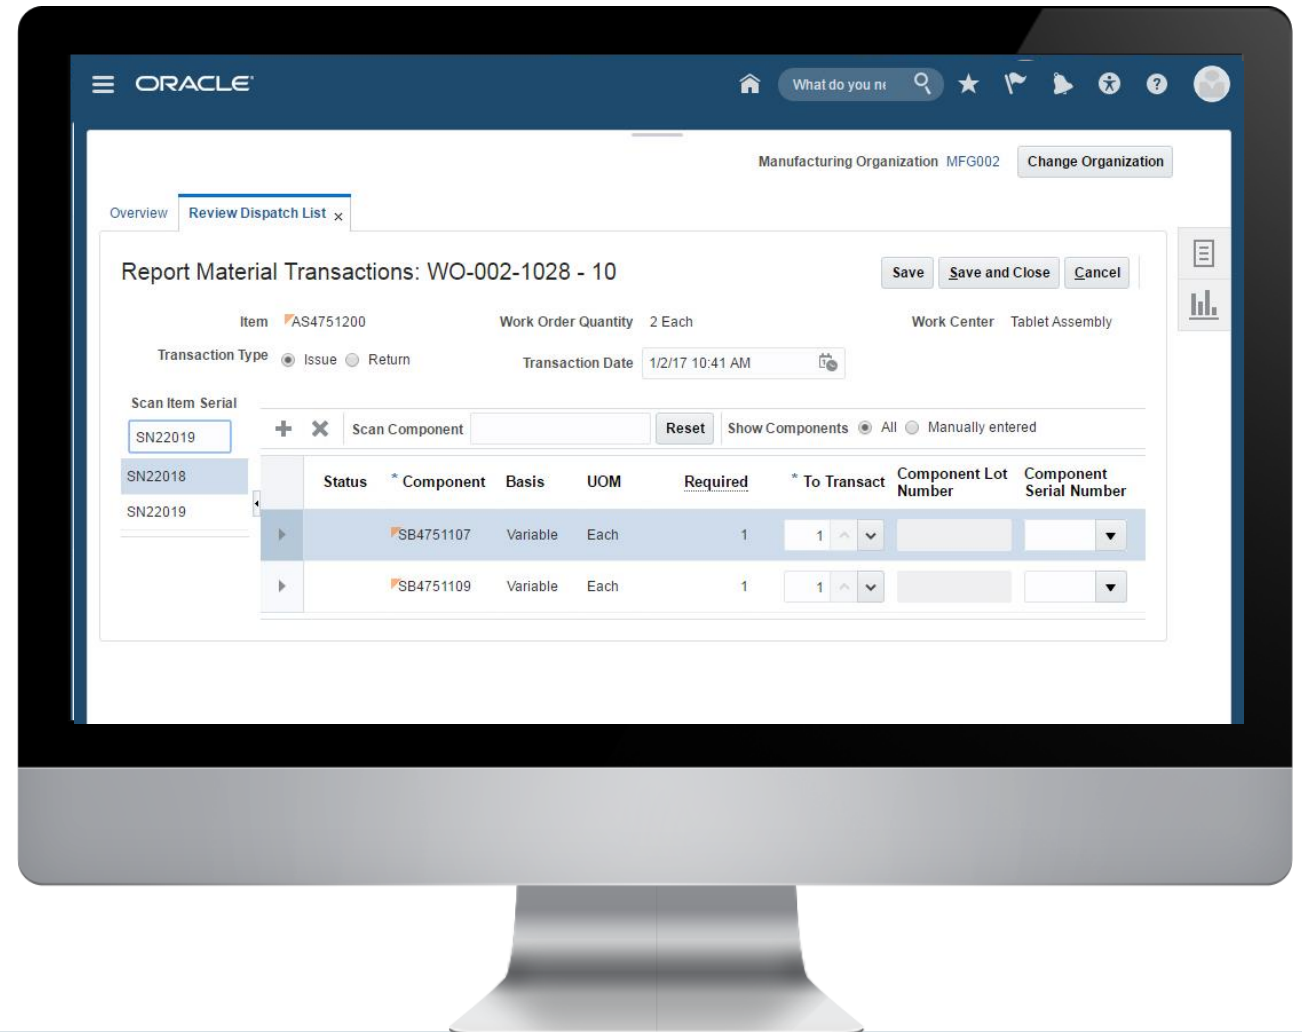 ORACLE
What do you ne
Manufacturing Organization MFG002 Change Organization
Overview Review Dispatch List x
Report Material Transactions: WO-002-1028 - 10 Save Save and Close Cancel
Item AS4751200 Work Order Quantity 2 Each Work Center Tablet Assembly
Transaction Type Issue Return Transaction Date 1/2/17 10:41 AM
Scan Item Serial
SN22019
SN22018
SN22019
Scan Component Reset Show Components All Manually entered
Status * Component Basis UOM Required * To Transact Component Lot Number Component Serial Number
SB4751107 Variable Each 1 1
SB4751109 Variable Each 1 1